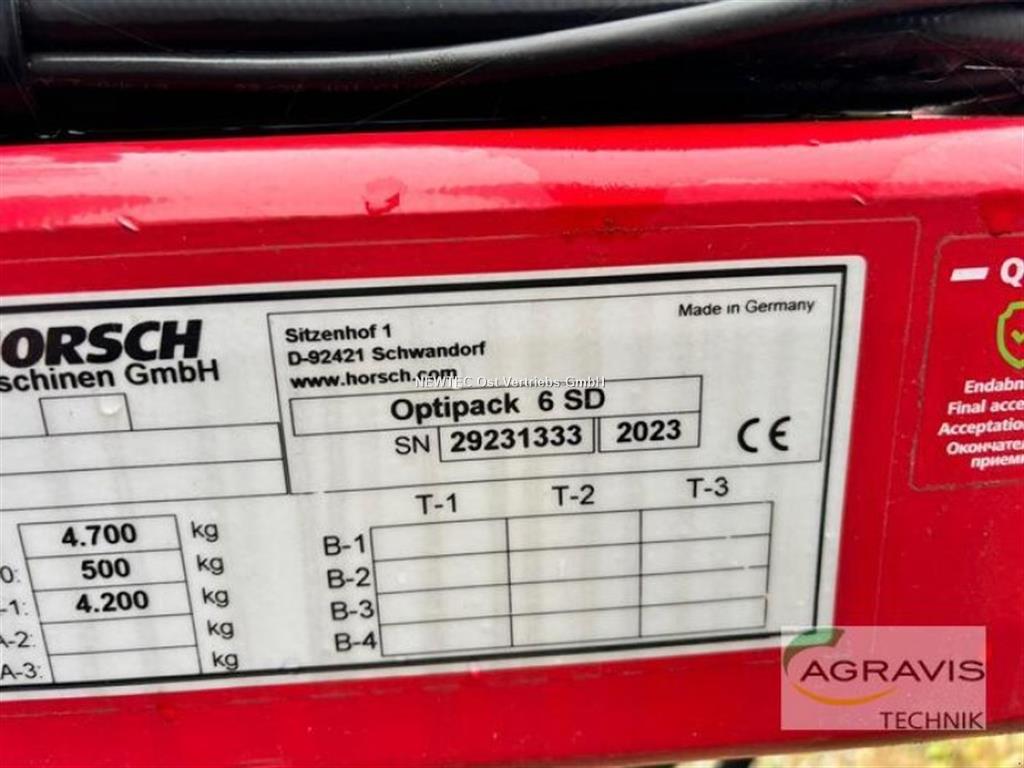 ORSCH
schinen GmbH
Sitzenhof 1
D-92421 Schwandorf
www.horsch.com
Made in Germany
NEWTEC Ost Vertriebs GmbH
Optipack 6 SD
SN 29231333 2023 CE
4.700 kg
0: 500 kg
-1: 4.200 kg
A-2: kg
A-3: kg
T-1 T-2 T-3
B-1
B-2
B-3
B-4
Q
Endabn
Final acce
Acceptation
Окончател
приемк
AGRAVIS
TECHNIK